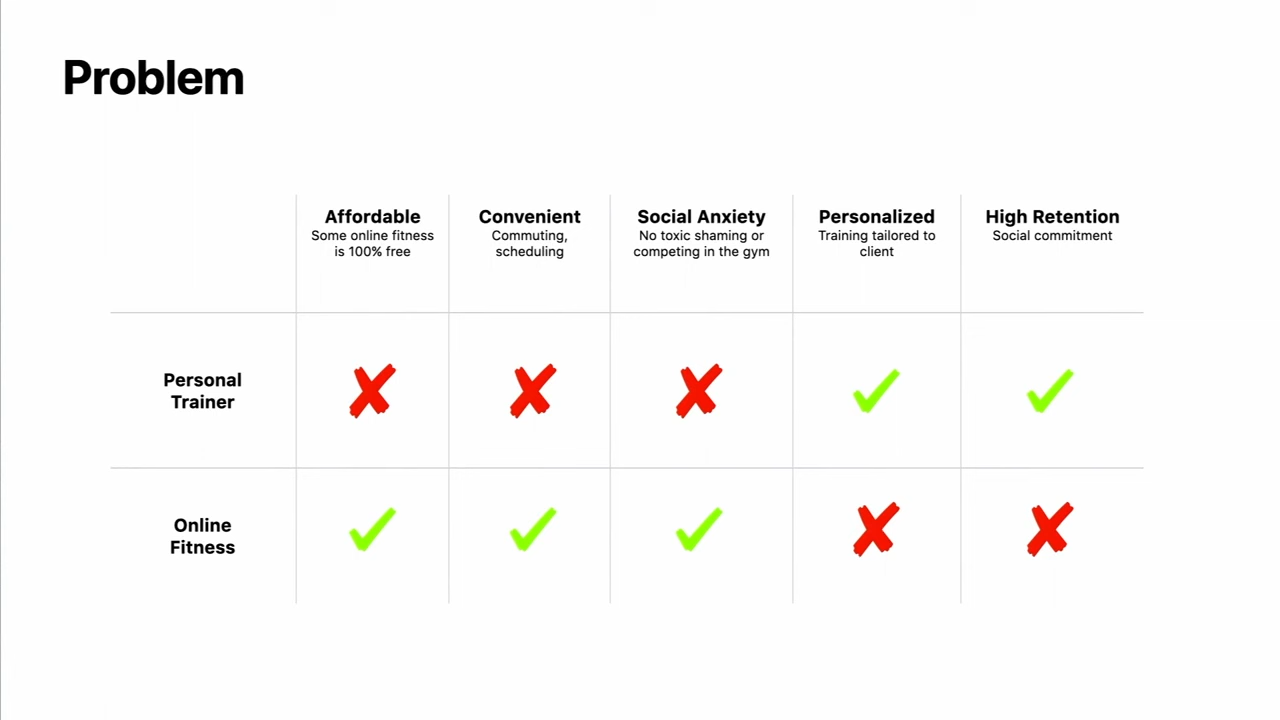 Problem
Affordable
Some online fitness
is 100% free
Convenient
Commuting,
scheduling
Social Anxiety
No toxic shaming or
competing in the gym
Personalized
Training tailored to
client
High Retention
Social commitment
Personal
Trainer
Online
Fitness